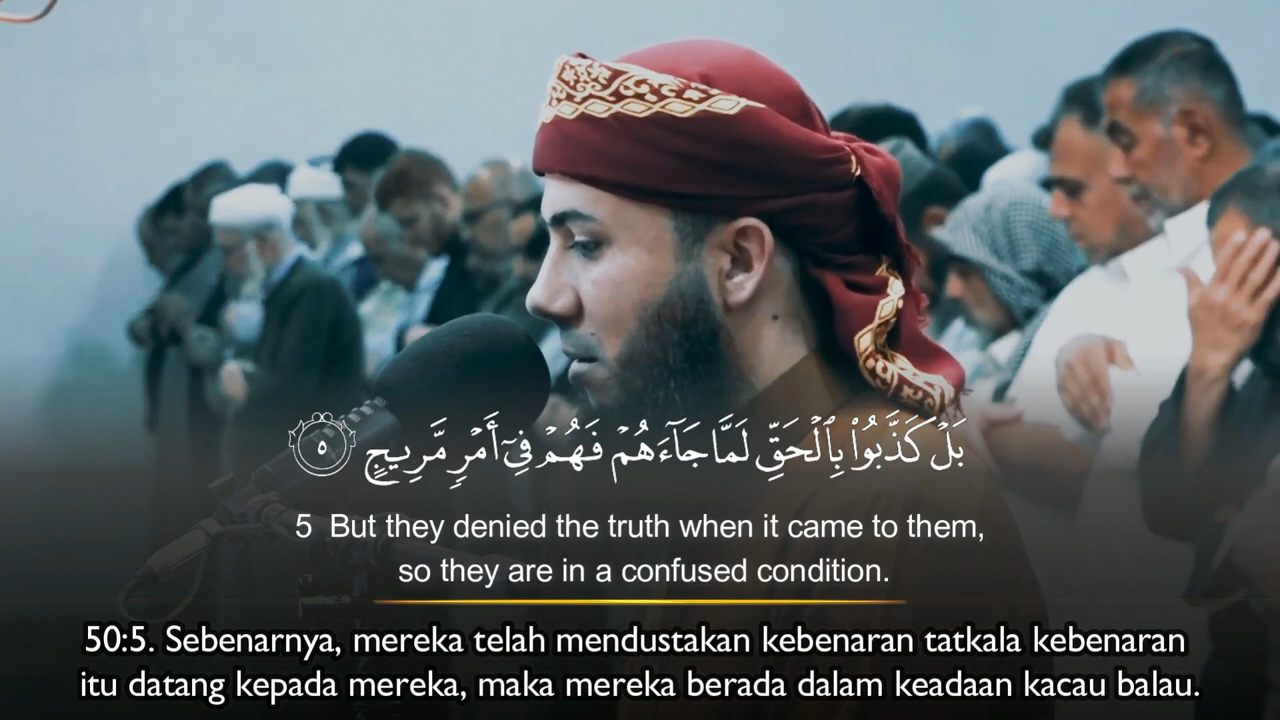 بَلْ كَذَّبُوا۟ بِٱلْحَقِّ لَمَّا جَآءَهُمْ فَهُمْ فِىٓ أَمْرٍ مَّرِيجٍ ٥
5 But they denied the truth when it came to them,
so they are in a confused condition.
50:5. Sebenarnya, mereka telah mendustakan kebenaran tatkala kebenaran
itu datang kepada mereka, maka mereka berada dalam keadaan kacau balau.